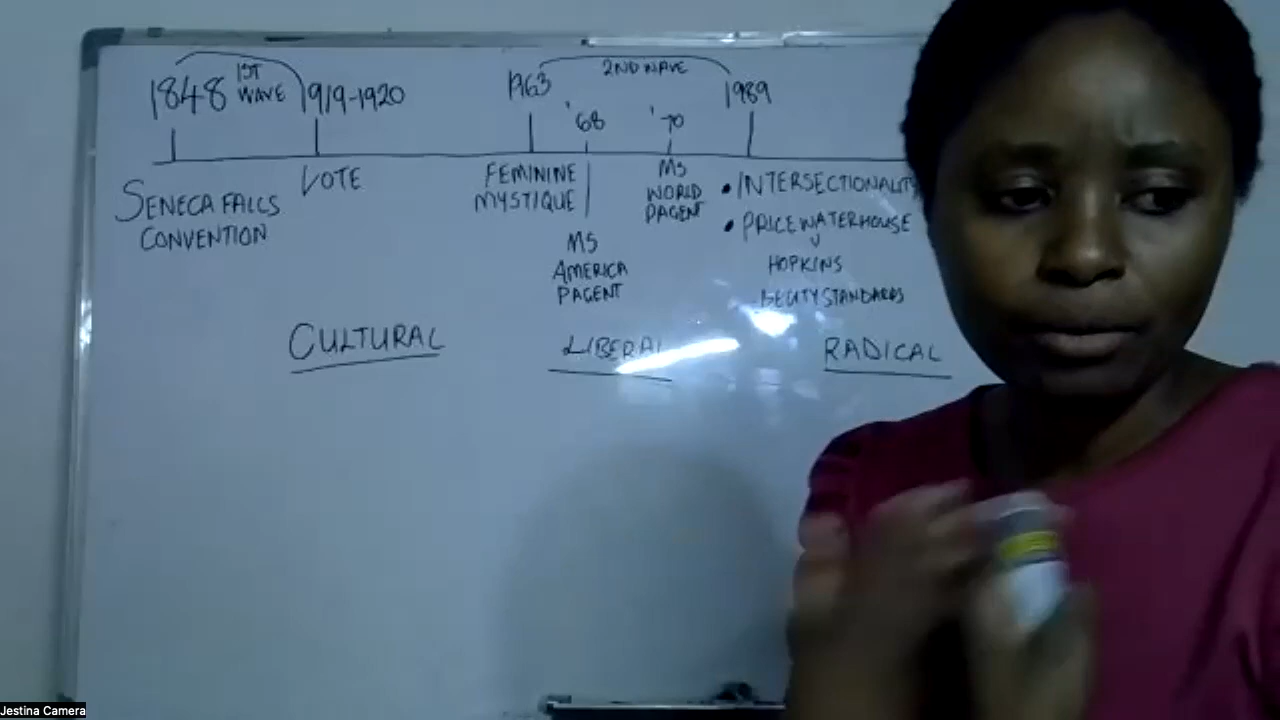 1848 1ST WAVE 1919-1920
1963 2ND WAVE 1989
'68 '70
SENECA FALLS
CONVENTION
VOTE
FEMININE
MYSTIQUE
MS
AMERICA
PAGENT
MS
WORLD
PAGENT
• INTERSECTIONALITY
• PRICEWATERHOUSE
V
HOPKINS
STANDARDS
CULTURAL
LIBERAL
RADICAL
Jestina Camera